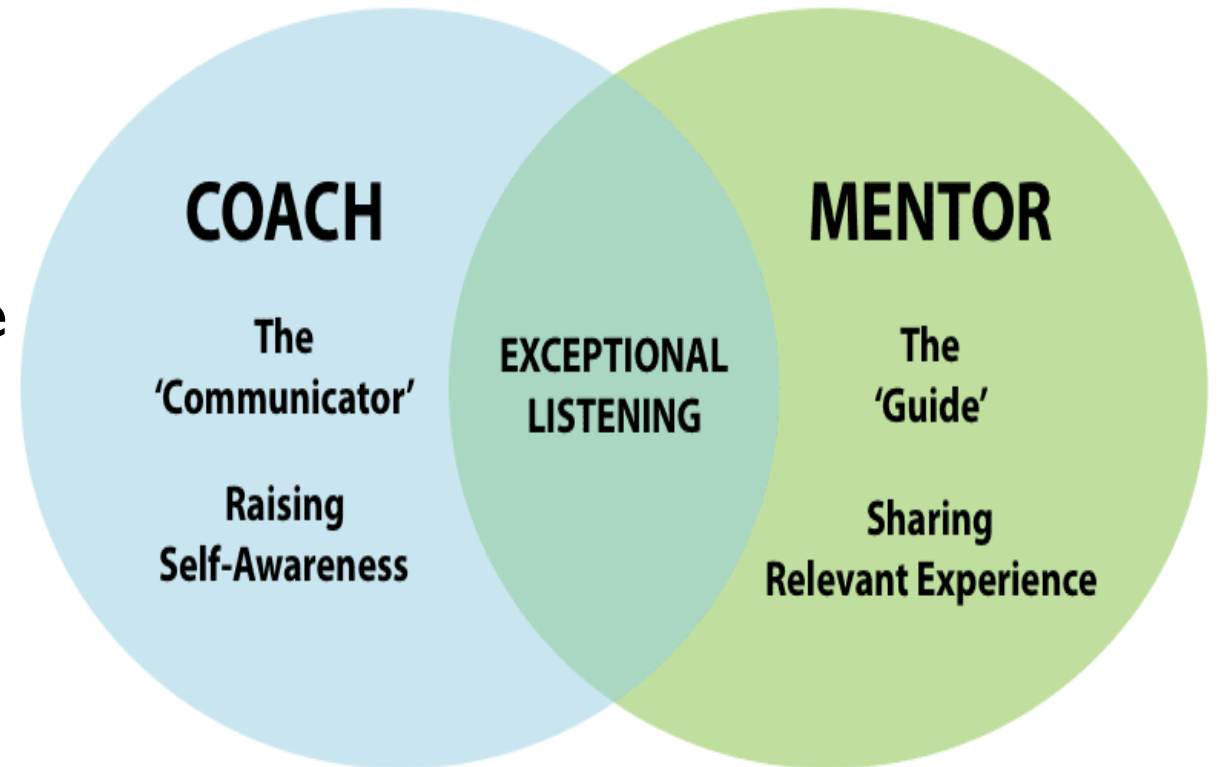 COACH
The
‘Communicator’
Raising
Self-Awareness
EXCEPTIONAL
LISTENING
MENTOR
The
‘Guide’
Sharing
Relevant Experience